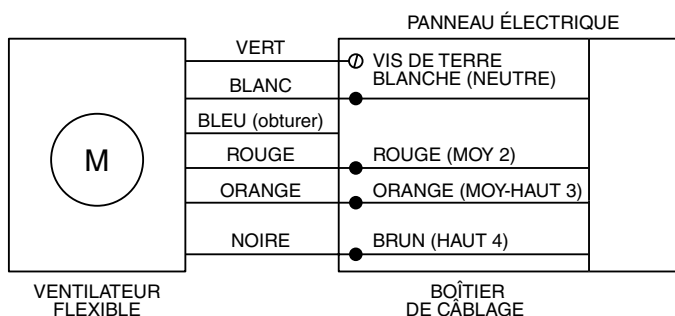 PANNEAU ÉLECTRIQUE
VERT
VIS DE TERRE
BLANCHE (NEUTRE)
BLANC
BLEU (obturer)
M
ROUGE
ROUGE (MOY 2)
ORANGE
ORANGE (MOY-HAUT 3)
NOIRE
BRUN (HAUT 4)
VENTILATEUR
FLEXIBLE
BOÎTIER
DE CÂBLAGE